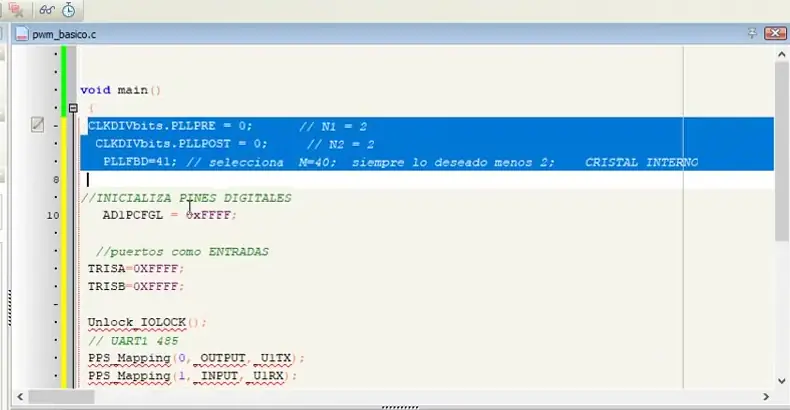 pwm_basico.c
void main()
{
CLKDIVbits.PLLPRE = 0; // N1 = 2
CLKDIVbits.PLLPOST = 0; // N2 = 2
PLLFBD=41; // selecciona M=40; siempre lo deseado menos 2; CRISTAL INTERNO
8
//INICIALIZA PINES DIGITALES
10 AD1PCFGL = 0xFFFF;
//puertos como ENTRADAS
TRISA=0XFFFF;
TRISB=0XFFFF;
Unlock_IOLOCK();
// UART1 485
PPS_Mapping(0,_OUTPUT,_U1TX);
PPS_Mapping(1,_INPUT,_U1RX);